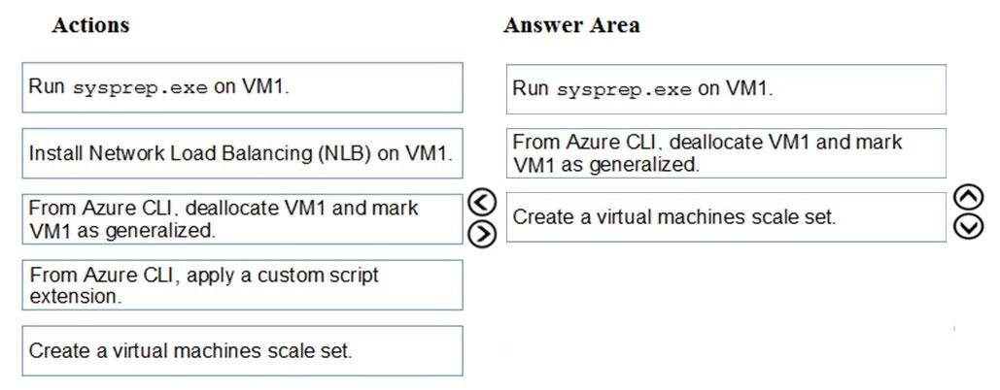 Actions
Run sysprep.exe on VM1.
Install Network Load Balancing (NLB) on VM1.
From Azure CLI, deallocate VM1 and mark
VM1 as generalized.
From Azure CLI, apply a custom script
extension.
Create a virtual machines scale set.
Answer Area
Run sysprep.exe on VM1.
From Azure CLI, deallocate VM1 and mark
VM1 as generalized.
Create a virtual machines scale set.